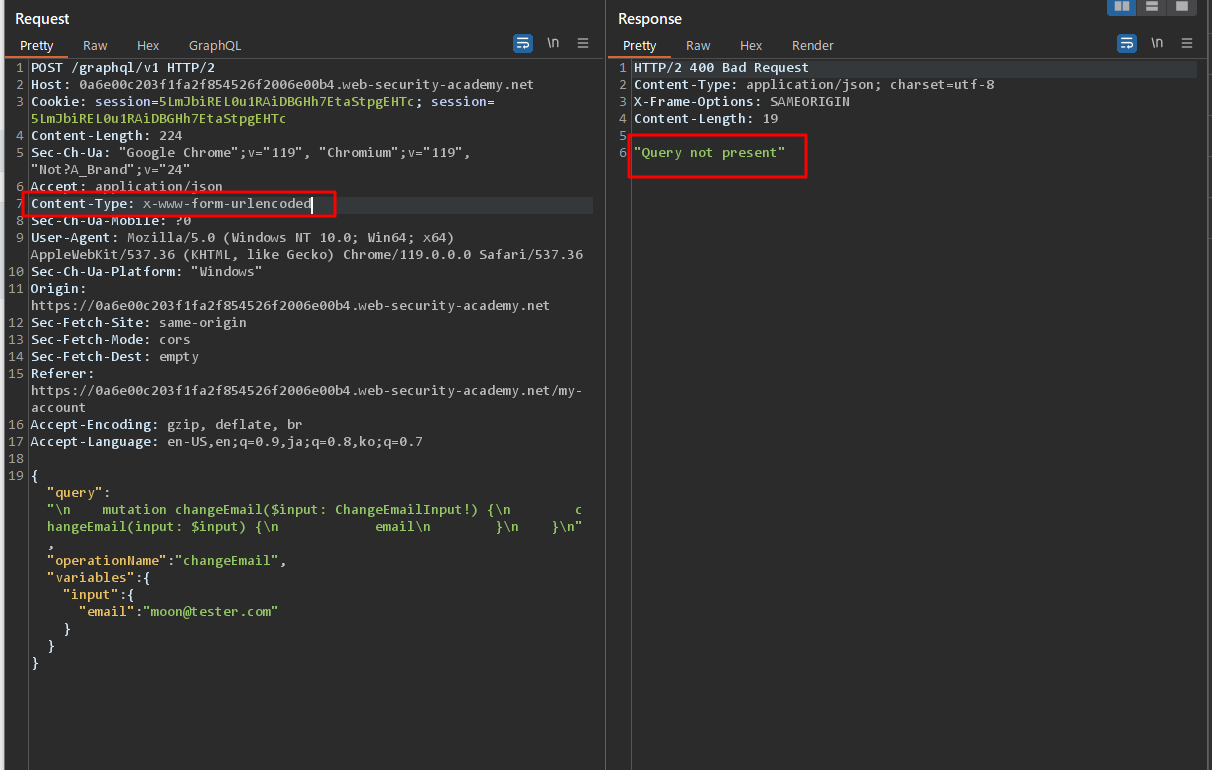 Request
Pretty Raw Hex GraphQL \n
1 POST /graphql/v1 HTTP/2
2 Host: 0a6e00c203f1fa2f854526f2006e00b4.web-security-academy.net
3 Cookie: session=5LmJbiREL0u1RAiDBGHh7EtaStpgEHTc; session=
5LmJbiREL0u1RAiDBGHh7EtaStpgEHTc
4 Content-Length: 224
5 Sec-Ch-Ua: "Google Chrome";v="119", "Chromium";v="119",
"Not?A_Brand";v="24"
6 Accept: application/json
7 Content-Type: x-www-form-urlencoded
8 Sec-Ch-Ua-Mobile: ?0
9 User-Agent: Mozilla/5.0 (Windows NT 10.0; Win64; x64)
AppleWebKit/537.36 (KHTML, like Gecko) Chrome/119.0.0.0 Safari/537.36
10 Sec-Ch-Ua-Platform: "Windows"
11 Origin:
https://0a6e00c203f1fa2f854526f2006e00b4.web-security-academy.net
12 Sec-Fetch-Site: same-origin
13 Sec-Fetch-Mode: cors
14 Sec-Fetch-Dest: empty
15 Referer:
https://0a6e00c203f1fa2f854526f2006e00b4.web-security-academy.net/my-
account
16 Accept-Encoding: gzip, deflate, br
17 Accept-Language: en-US,en;q=0.9,ja;q=0.8,ko;q=0.7
18
19 {
"query":
"\n    mutation changeEmail($input: ChangeEmailInput!) {\n        c
hangeEmail(input: $input) {\n            email\n        }\n    }\n"
,
"operationName":"changeEmail",
"variables":{
"input":{
"email":"moon@tester.com"
}
}
}
Response
Pretty Raw Hex Render \n
1 HTTP/2 400 Bad Request
2 Content-Type: application/json; charset=utf-8
3 X-Frame-Options: SAMEORIGIN
4 Content-Length: 19
5
6 "Query not present"